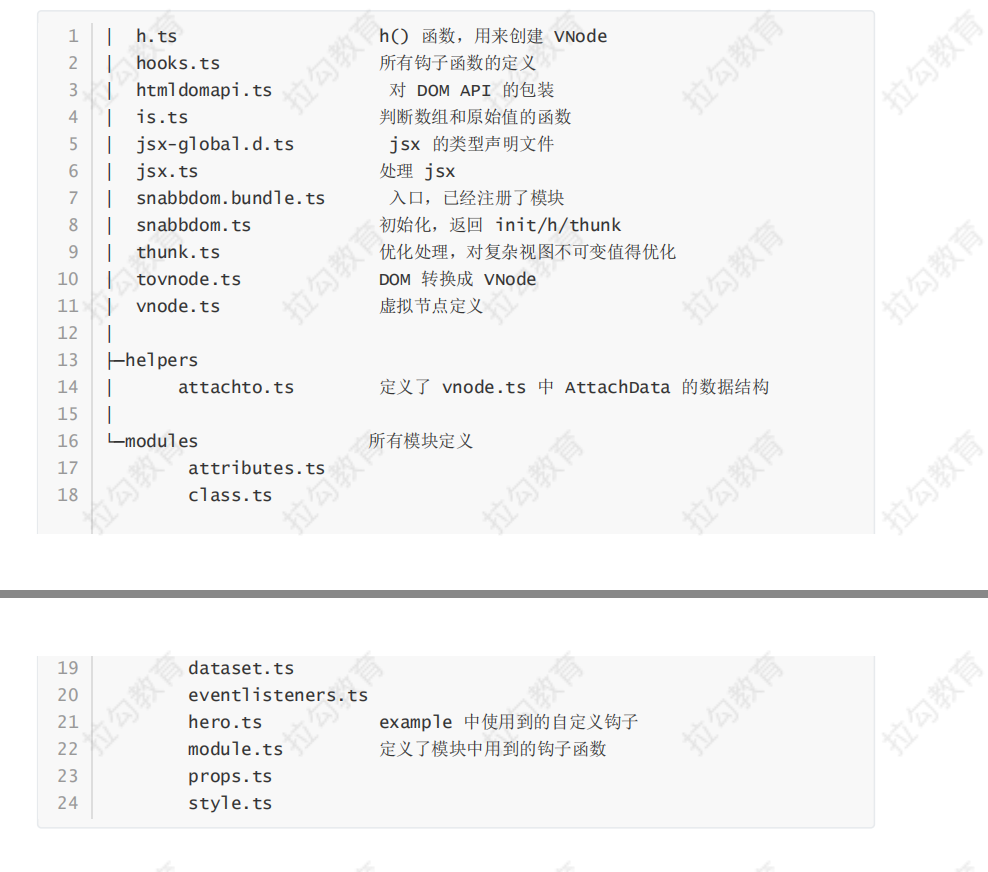 1 │  h.ts                   h() 函数，用来创建 VNode
2 │  hooks.ts               所有钩子函数的定义
3 │  htmldomapi.ts           对 DOM API 的包装
4 │  is.ts                  判断数组和原始值的函数
5 │  jsx-global.d.ts         jsx 的类型声明文件
6 │  jsx.ts                 处理 jsx
7 │  snabbdom.bundle.ts      入口，已经注册了模块
8 │  snabbdom.ts            初始化，返回 init/h/thunk
9 │  thunk.ts               优化处理，对复杂视图不可变值得优化
10 │  tovnode.ts             DOM 转换成 VNode
11 │  vnode.ts               虚拟节点定义
12 │
13 ├─helpers
14 │      attachto.ts        定义了 vnode.ts 中 AttachData 的数据结构
15 │
16 └─modules                所有模块定义
17        attributes.ts
18        class.ts
19        dataset.ts
20        eventlisteners.ts
21        hero.ts           example 中使用到的自定义钩子
22        module.ts         定义了模块中用到的钩子函数
23        props.ts
24        style.ts
拉勾教育